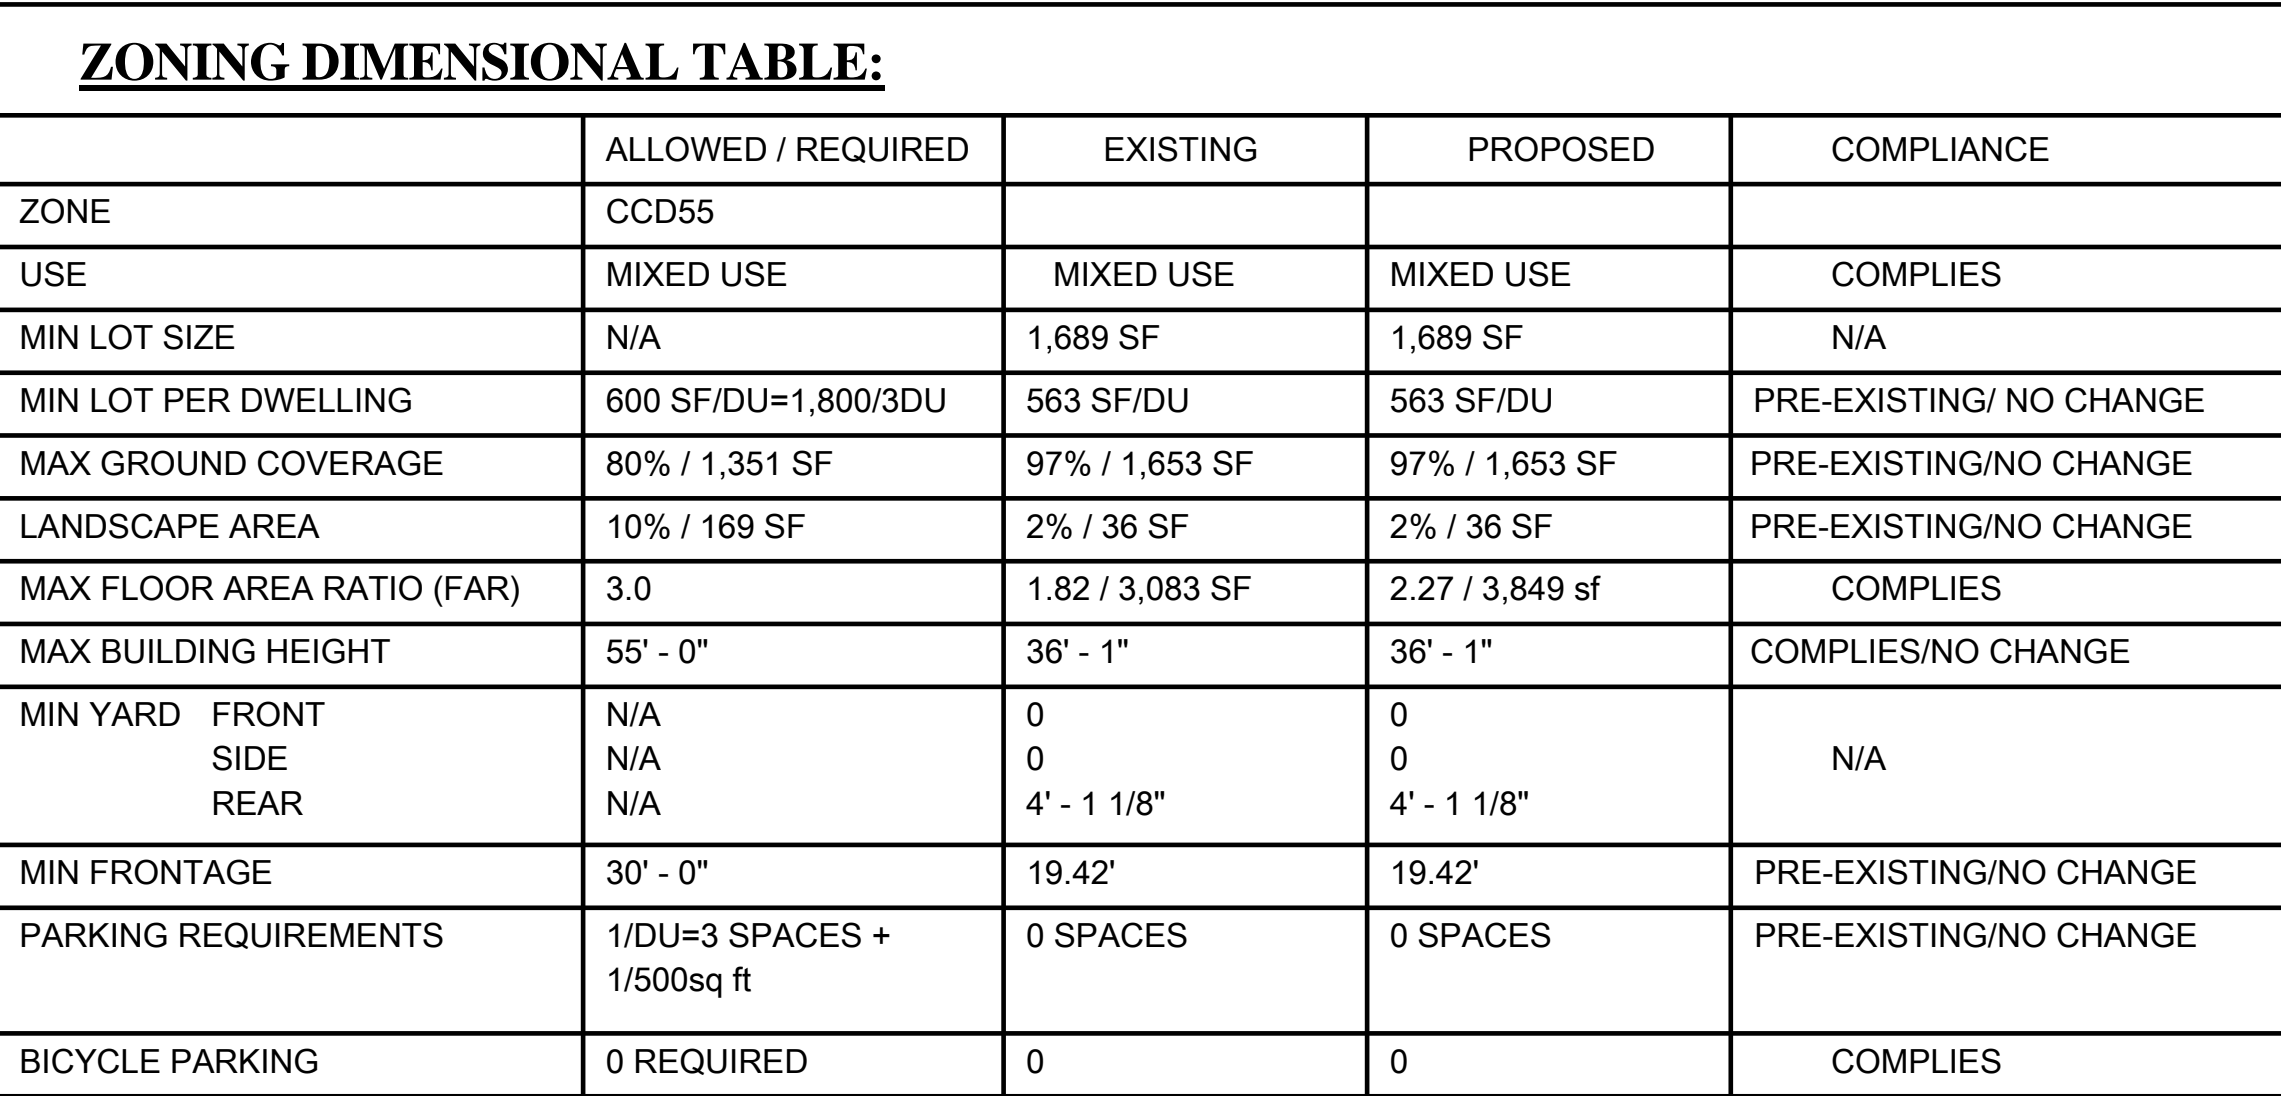 ZONING DIMENSIONAL TABLE:
ALLOWED / REQUIRED EXISTING PROPOSED COMPLIANCE
ZONE CCD55
USE MIXED USE MIXED USE MIXED USE COMPLIES
MIN LOT SIZE N/A 1,689 SF 1,689 SF N/A
MIN LOT PER DWELLING 600 SF/DU=1,800/3DU 563 SF/DU 563 SF/DU PRE-EXISTING/ NO CHANGE
MAX GROUND COVERAGE 80% / 1,351 SF 97% / 1,653 SF 97% / 1,653 SF PRE-EXISTING/NO CHANGE
LANDSCAPE AREA 10% / 169 SF 2% / 36 SF 2% / 36 SF PRE-EXISTING/NO CHANGE
MAX FLOOR AREA RATIO (FAR) 3.0 1.82 / 3,083 SF 2.27 / 3,849 sf COMPLIES
MAX BUILDING HEIGHT 55' - 0" 36' - 1" 36' - 1" COMPLIES/NO CHANGE
MIN YARD FRONT N/A 0 0
SIDE N/A 0 0 N/A
REAR N/A 4' - 1 1/8" 4' - 1 1/8"
MIN FRONTAGE 30' - 0" 19.42' 19.42' PRE-EXISTING/NO CHANGE
PARKING REQUIREMENTS 1/DU=3 SPACES + 0 SPACES 0 SPACES PRE-EXISTING/NO CHANGE
1/500sq ft
BICYCLE PARKING 0 REQUIRED 0 0 COMPLIES